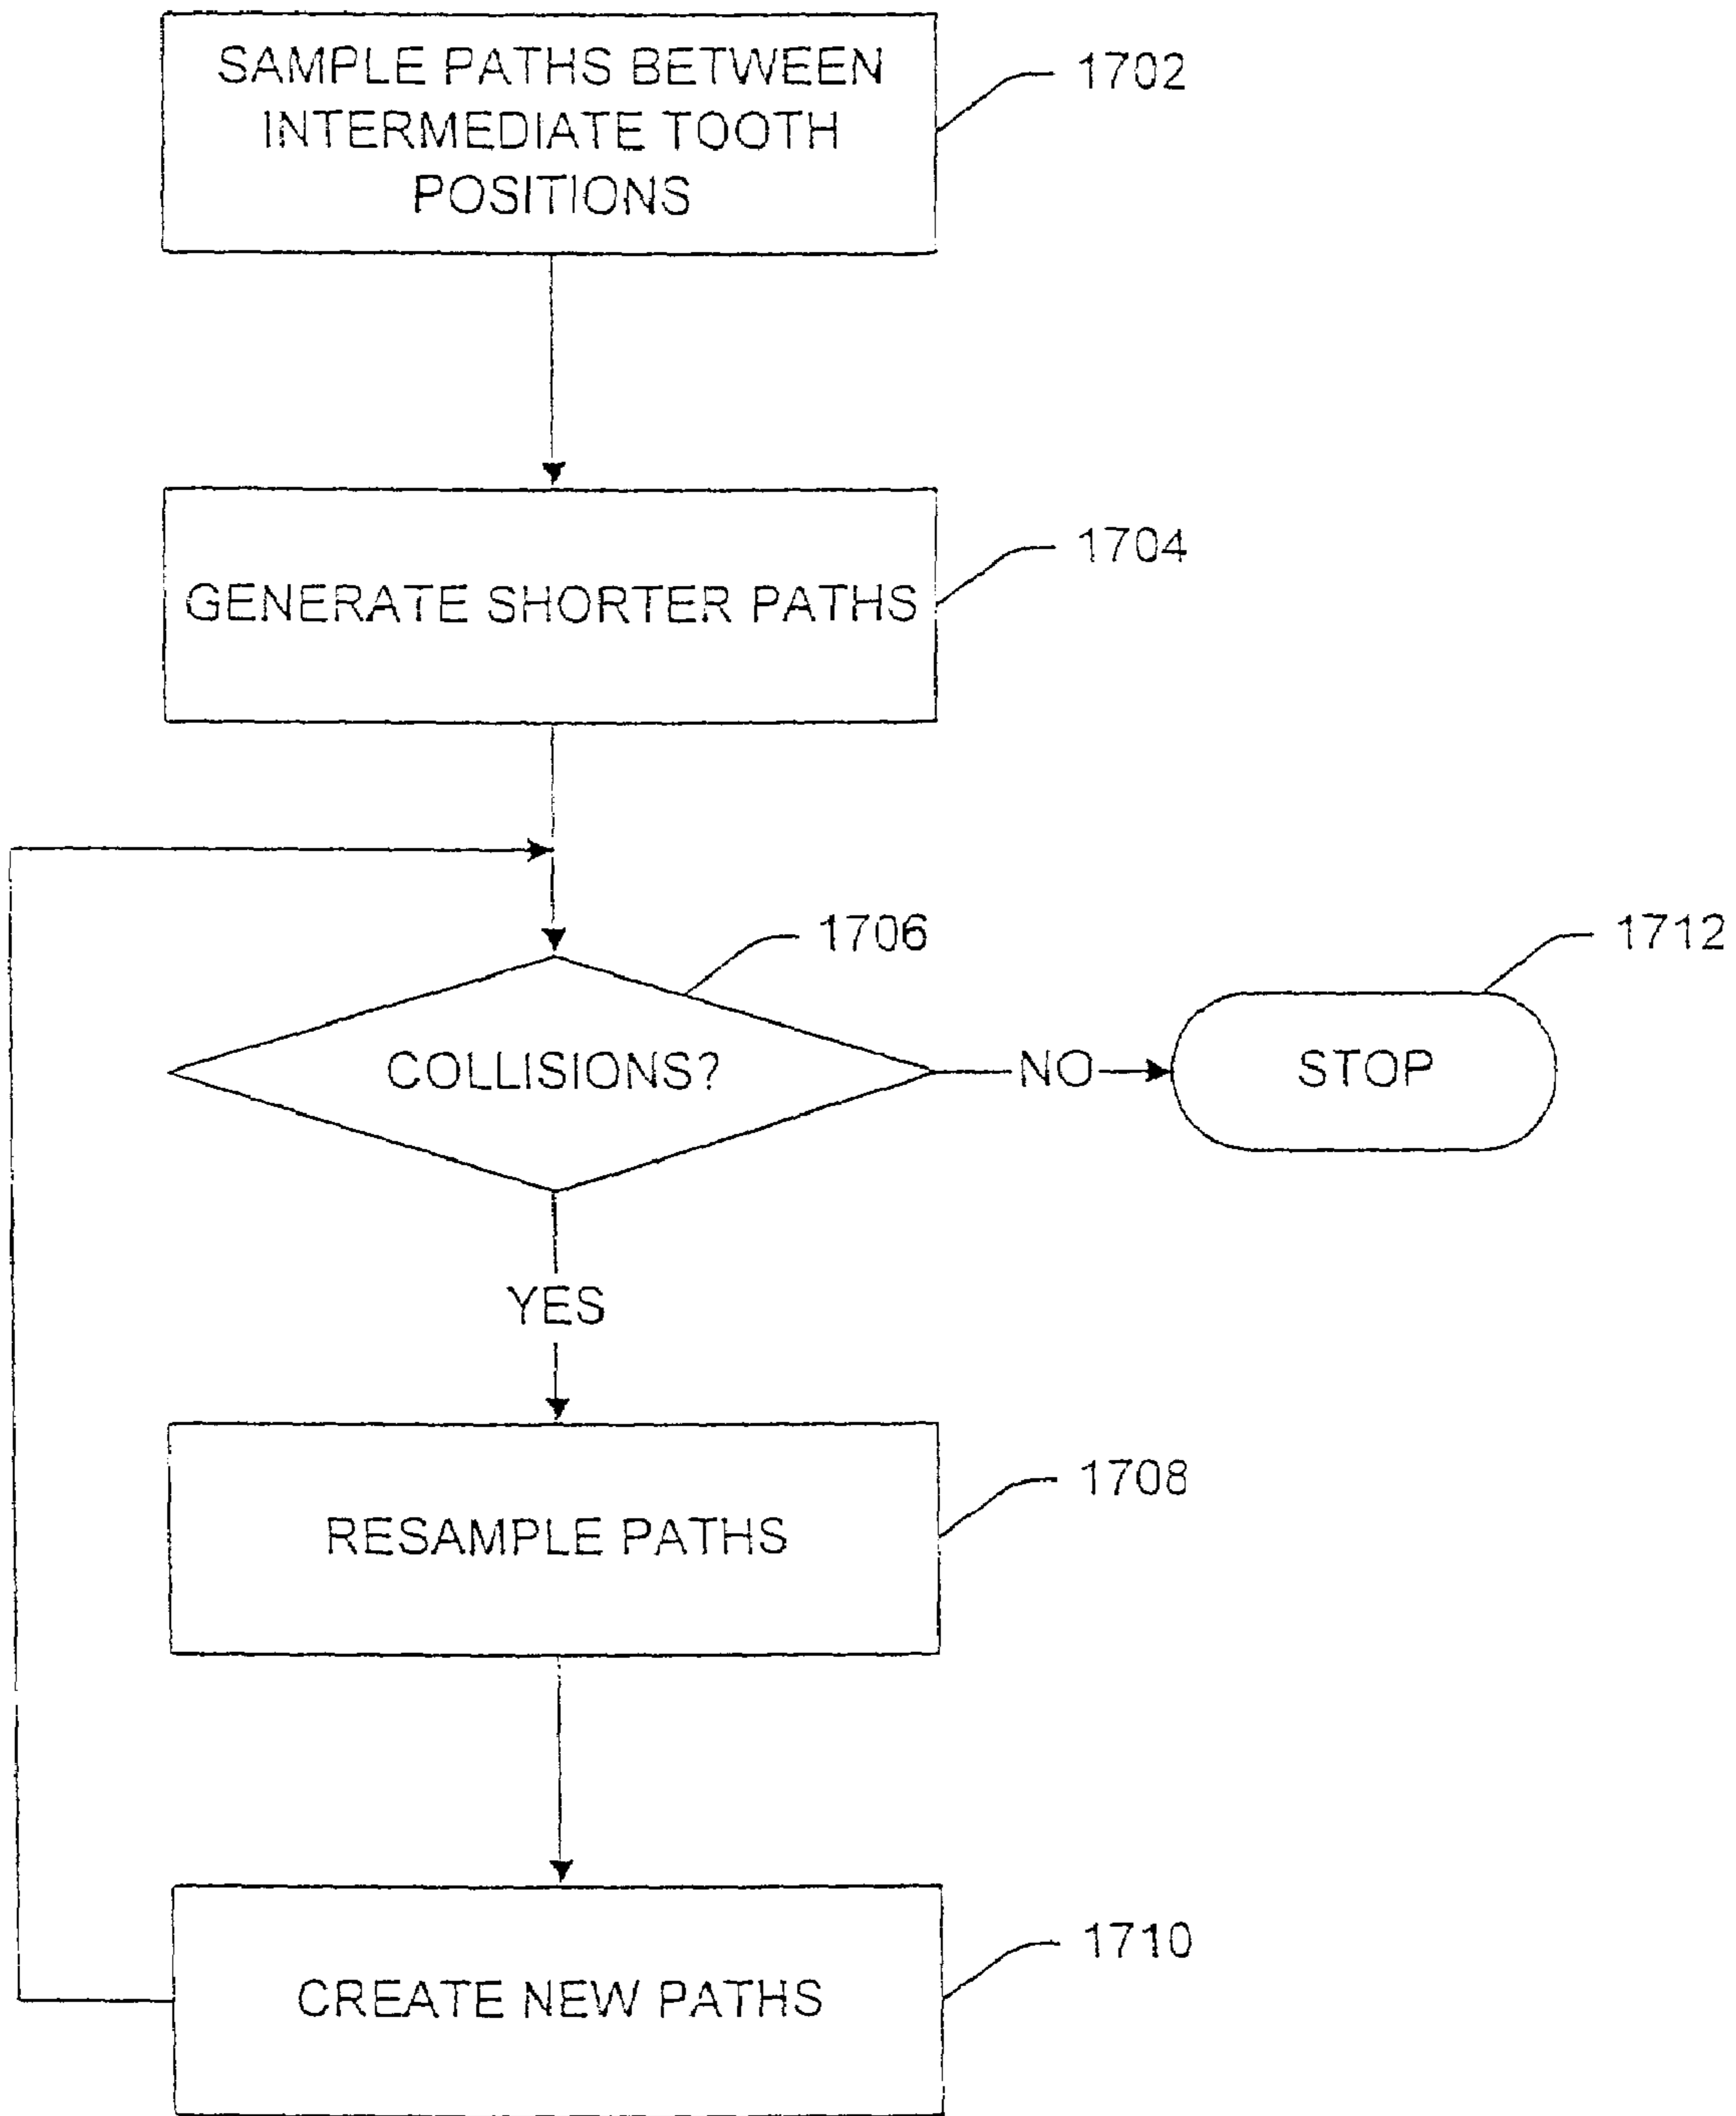 SAMPLE PATHS BETWEEN
INTERMEDIATE TOOTH
POSITIONS
1702
GENERATE SHORTER PATHS
1704
COLLISIONS?
1706
NO
STOP
1712
YES
RESAMPLE PATHS
1708
CREATE NEW PATHS
1710